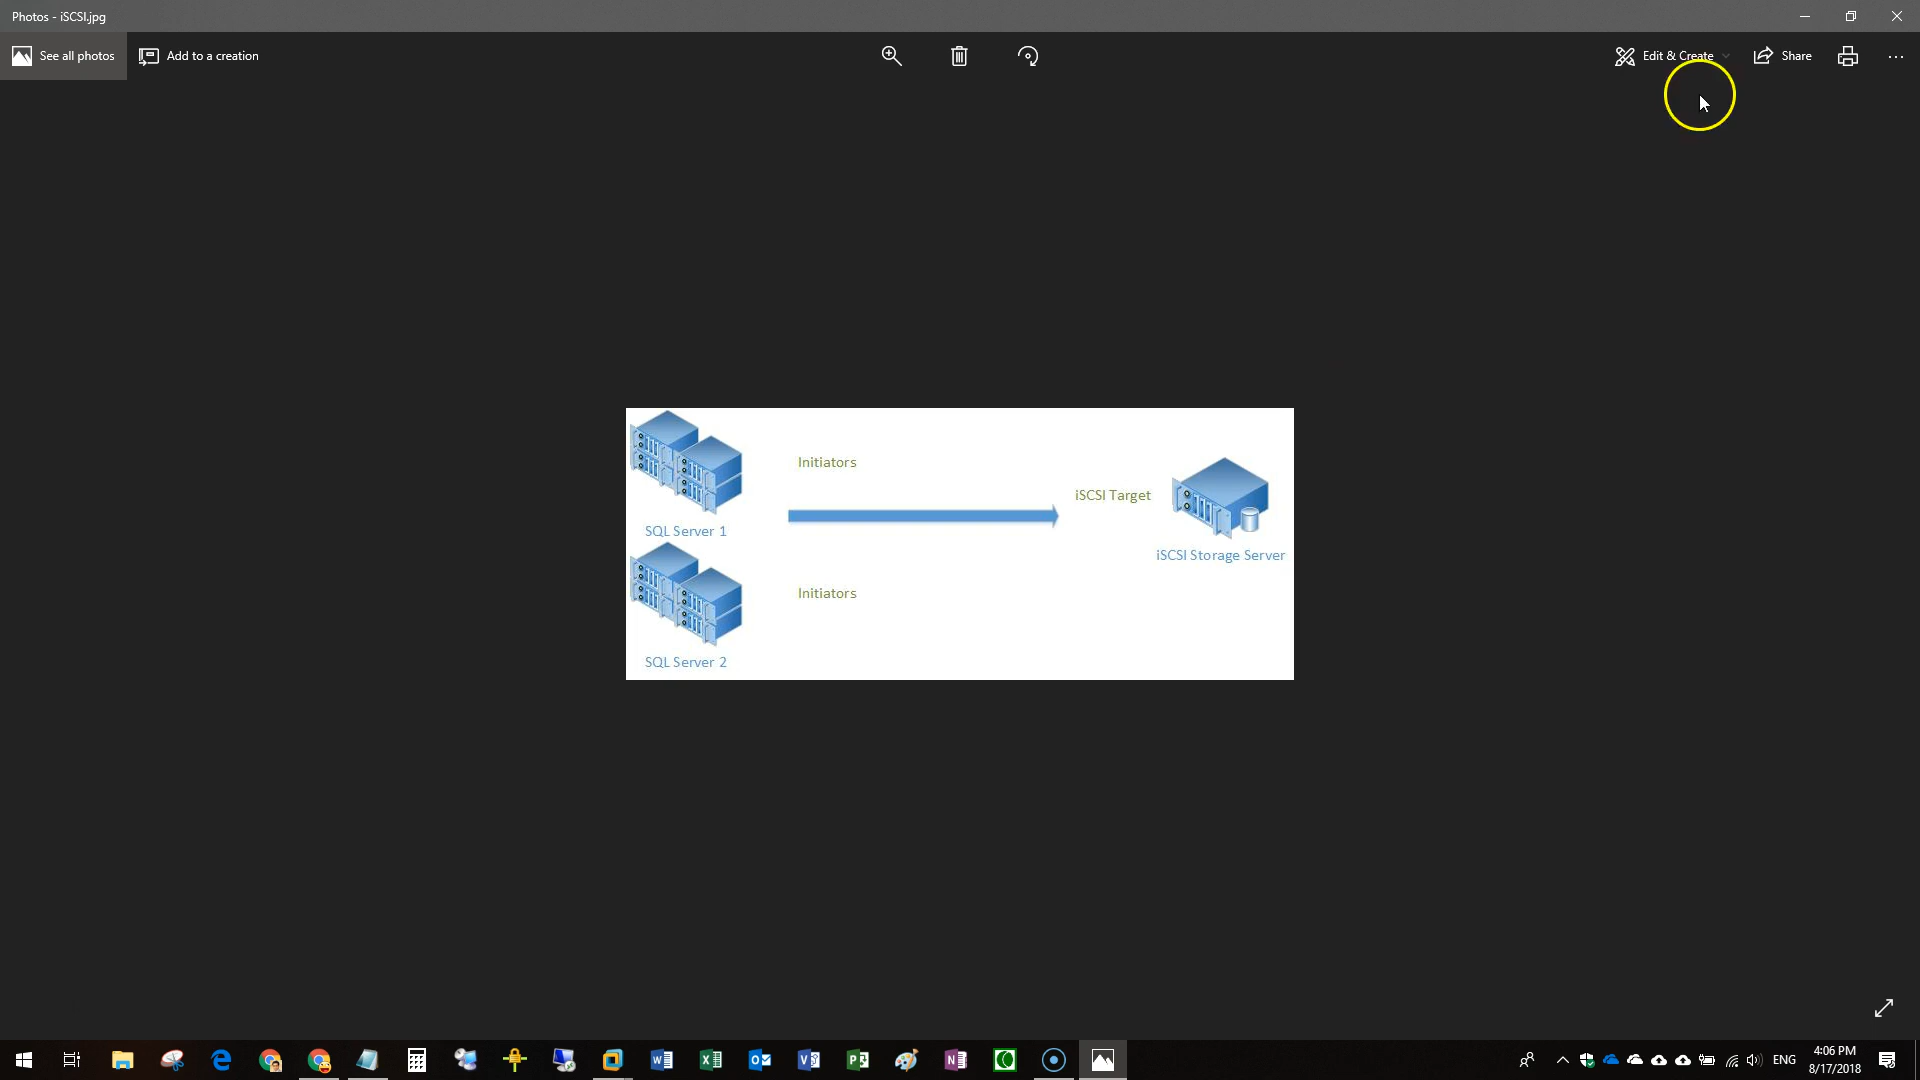 Photos - iSCSI.jpg
See all photos
Add to a creation
Edit & Create
Share
Initiators
iSCSI Target
SQL Server 1
iSCSI Storage Server
Initiators
SQL Server 2
ENG
4:06 PM
8/17/2018